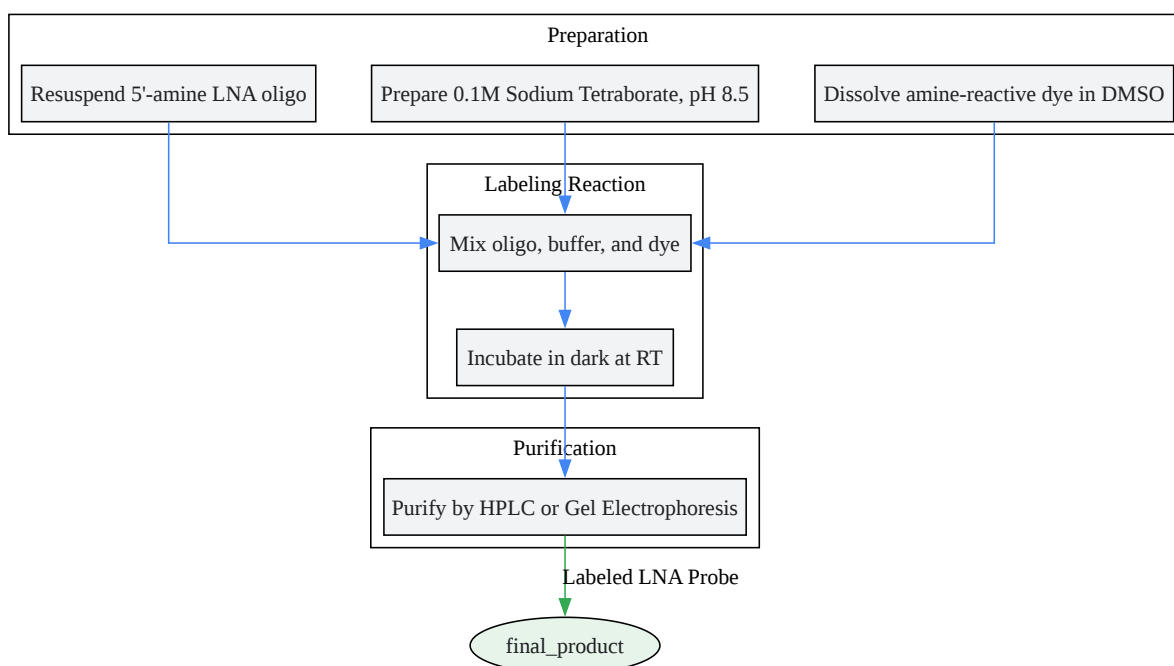 Preparation
Resuspend 5'-amine LNA oligo
Prepare 0.1M Sodium Tetraborate, pH 8.5
Dissolve amine-reactive dye in DMSO
Labeling Reaction
Mix oligo, buffer, and dye
Incubate in dark at RT
Purification
Purify by HPLC or Gel Electrophoresis
Labeled LNA Probe
final_product